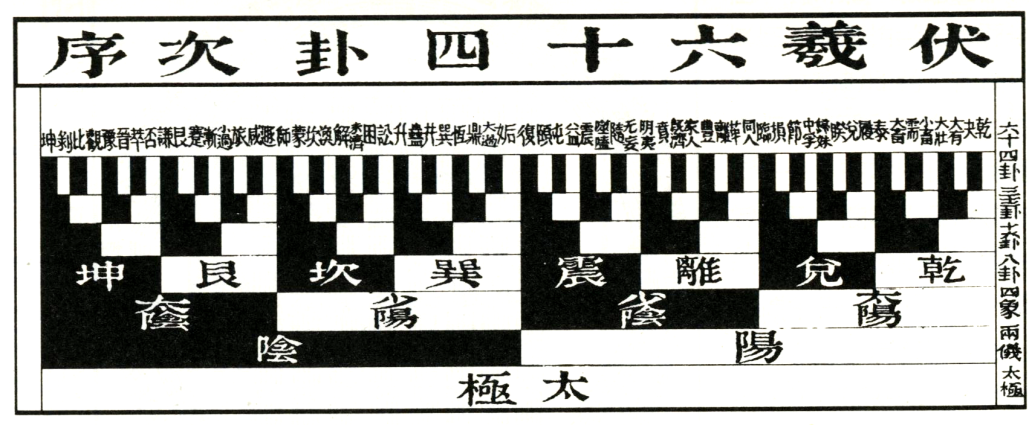 伏羲六十四卦次序
六十四卦
乾 夬 大有 大壯 小畜 需 大畜 泰 履 兌 睽 歸妹 中孚 節 損 臨 同人 革 離 豐 家人 既濟 賁 明夷 无妄 隨 噬嗑 震 益 屯 頤 復 姤 大過 鼎 恆 巽 井 蠱 升 訟 困 未濟 解 渙 坎 蒙 師 遯 咸 旅 小過 漸 蹇 艮 謙 否 萃 晉 豫 觀 比 剝 坤
三十二卦
十六卦
八卦
乾 兌 離 震 巽 坎 艮 坤
四象
太陽 少陰 少陽 太陰
兩儀
陽 陰
太極
太極